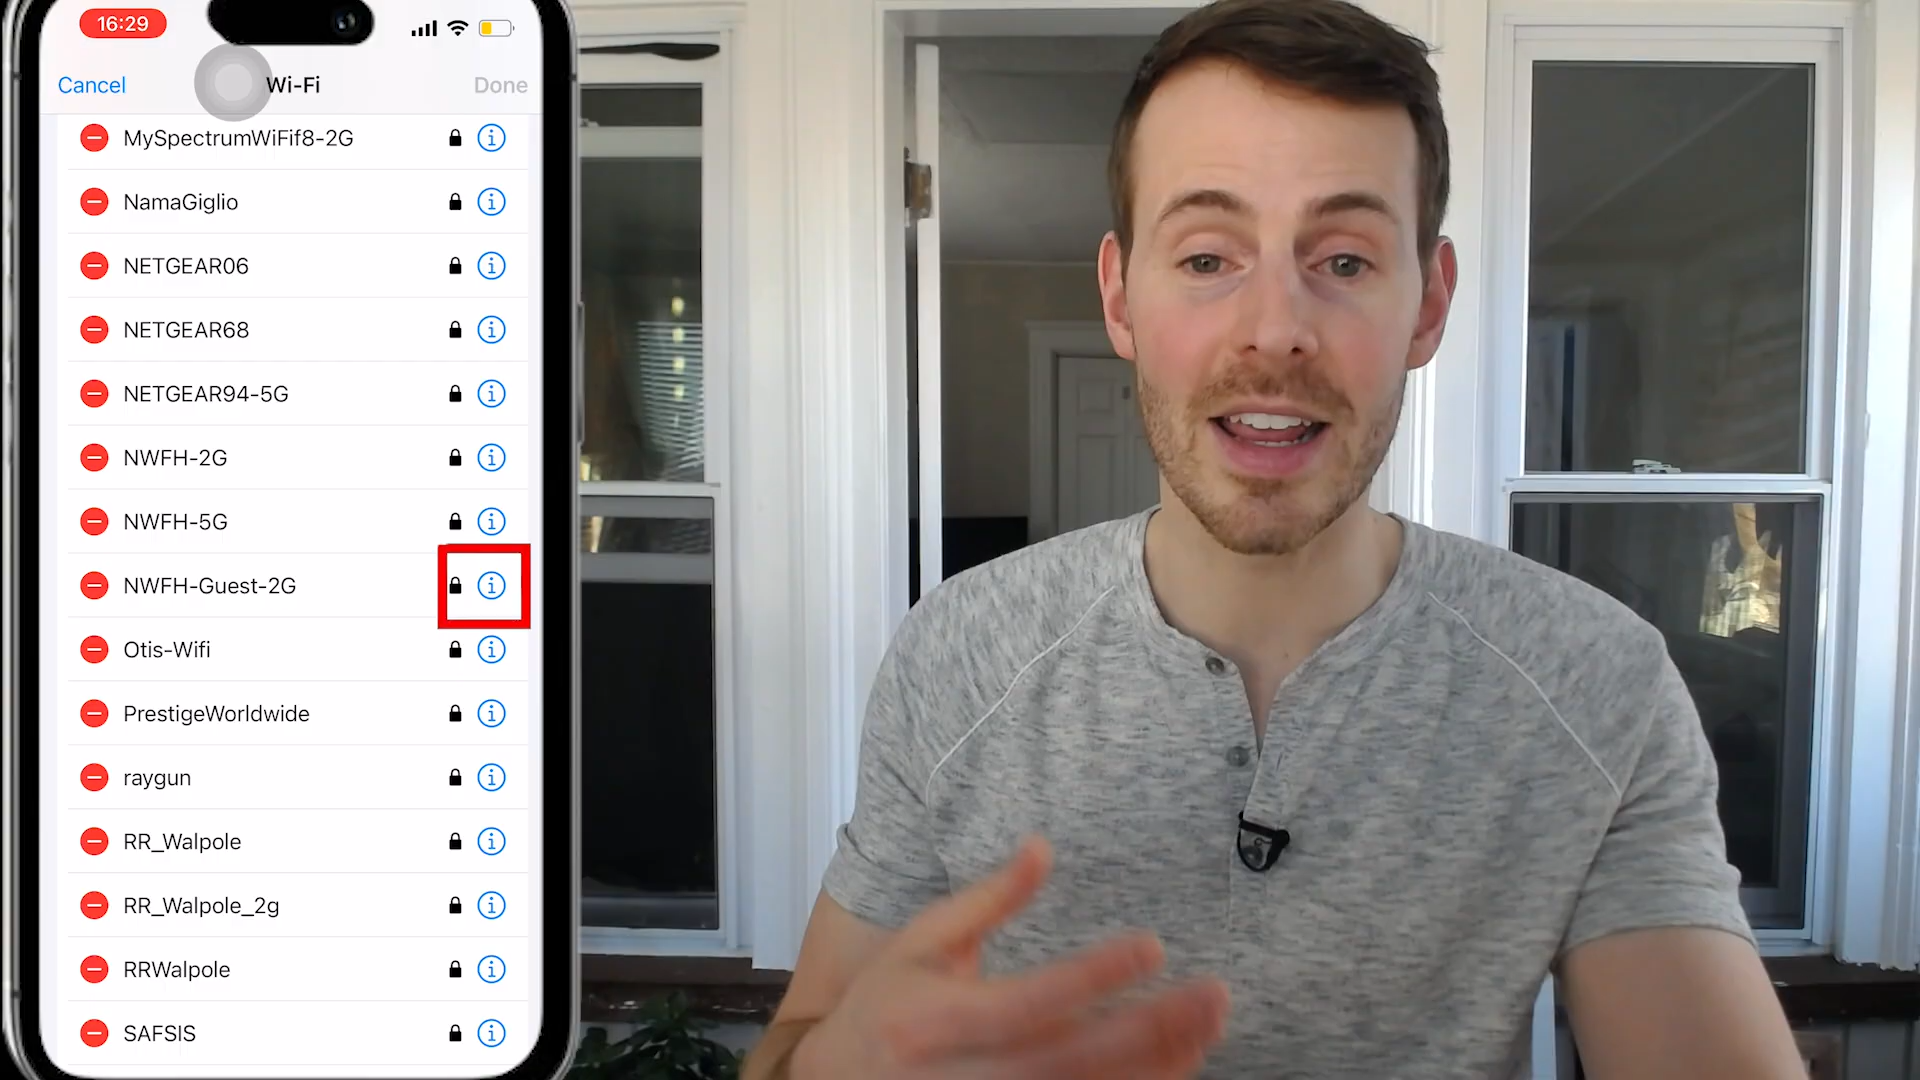 16:29
Cancel
Wi-Fi
Done
MySpectrumWiFif8-2G
NamaGiglio
NETGEAR06
NETGEAR68
NETGEAR94-5G
NWFH-2G
NWFH-5G
NWFH-Guest-2G
Otis-Wifi
PrestigeWorldwide
raygun
RR_Walpole
RR_Walpole_2g
RRWalpole
SAFSIS